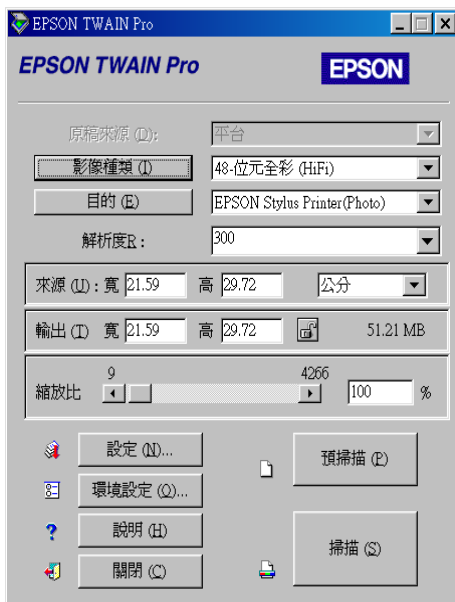 EPSON TWAIN Pro
EPSON TWAIN Pro EPSON
原稿來源 (D): 平台
影像種類 (I) 48-位元全彩 (HiFi)
目的 (E) EPSON Stylus Printer(Photo)
解析度R: 300
來源 (U): 寬 21.59 高 29.72 公分
輸出 (T) 寬 21.59 高 29.72 51.21 MB
9 4266
縮放比 100 %
設定 (N)...
預掃描 (P)
環境設定 (O)...
說明 (H)
掃描 (S)
關閉 (C)